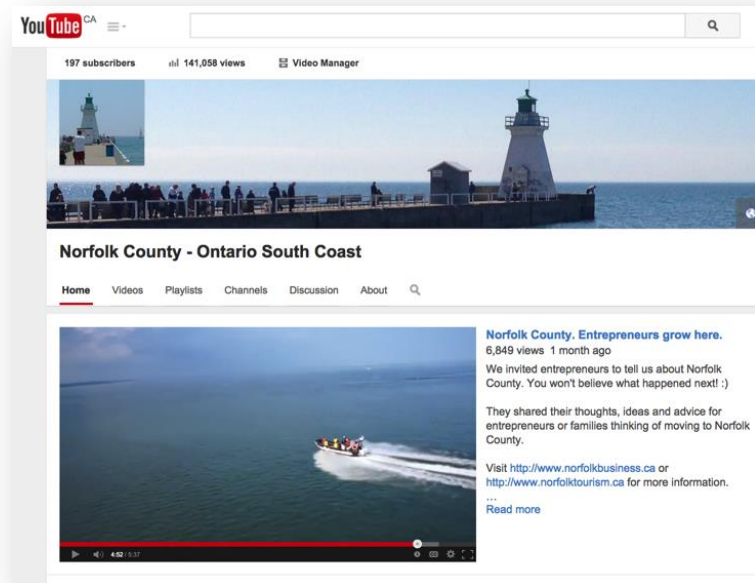 YouTube CA
197 subscribers 141,058 views Video Manager
Norfolk County - Ontario South Coast
Home Videos Playlists Channels Discussion About
Norfolk County. Entrepreneurs grow here.
6,849 views 1 month ago
We invited entrepreneurs to tell us about Norfolk
County. You won't believe what happened next! :)
They shared their thoughts, ideas and advice for
entrepreneurs or families thinking of moving to Norfolk
County.
Visit http://www.norfolkbusiness.ca or
http://www.norfolktourism.ca for more information.
...
Read more
4:52 / 5:37